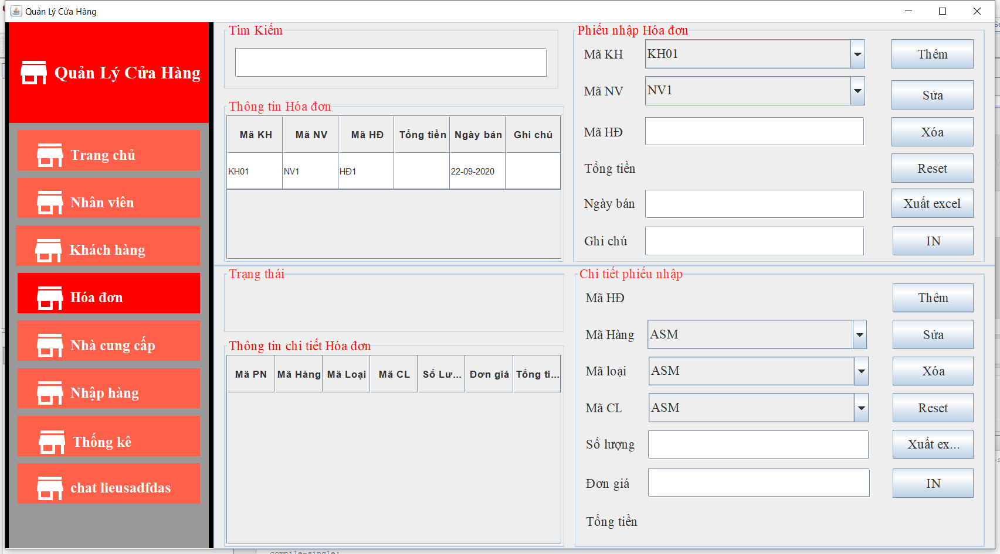 Quản Lý Cửa Hàng
Quản Lý Cửa Hàng
Trang chủ
Nhân viên
Khách hàng
Hóa đơn
Nhà cung cấp
Nhập hàng
Thống kê
chat lieusadfdas
Tìm Kiếm
Thông tin Hóa đơn
Mã KH Mã NV Mã HĐ Tổng tiền Ngày bán Ghi chú
KH01 NV1 HĐ1 22-09-2020
Trạng thái
Thông tin chi tiết Hóa đơn
Mã PN Mã Hàng Mã Loại Mã CL Số Lư... Đơn giá Tổng ti...
Phiếu nhập Hóa đơn
Mã KH KH01 Thêm
Mã NV NV1 Sửa
Mã HĐ Xóa
Tổng tiền Reset
Ngày bán Xuất excel
Ghi chú IN
Chi tiết phiếu nhập
Mã HĐ Thêm
Mã Hàng ASM Sửa
Mã loại ASM Xóa
Mã CL ASM Reset
Số lượng Xuất ex...
Đơn giá IN
Tổng tiền
compile-single: